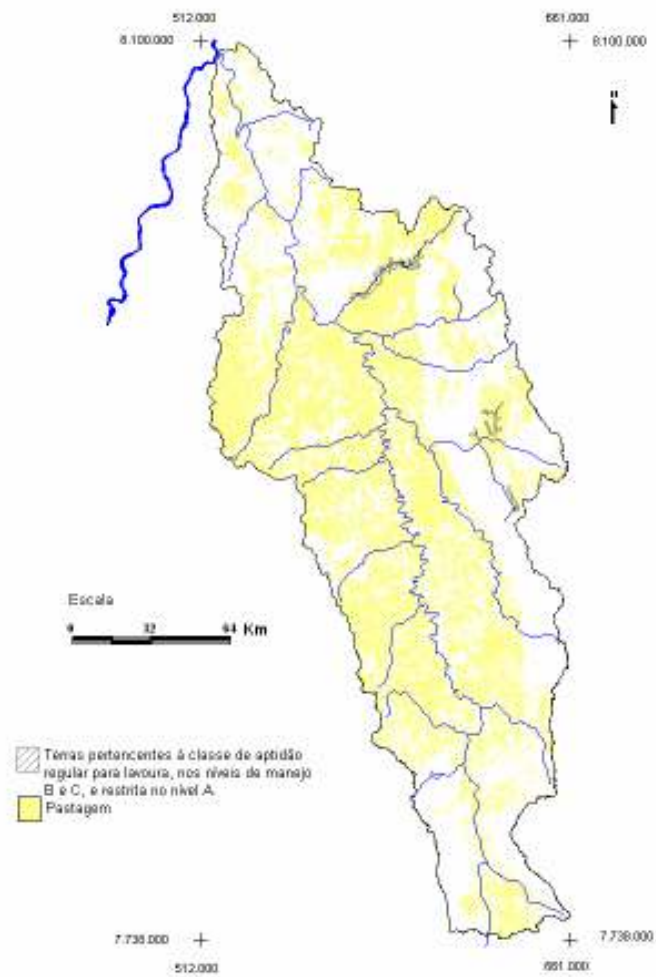 512.000 661.000
8.100.000 8.100.000
Escala
0 32 64 Km
Terras pertencentes à classe de aptidão
regular para lavoura, nos níveis de manejo
B e C, e restrita no nível A.
Pastagem
7.738.000 7.738.000
512.000 661.000